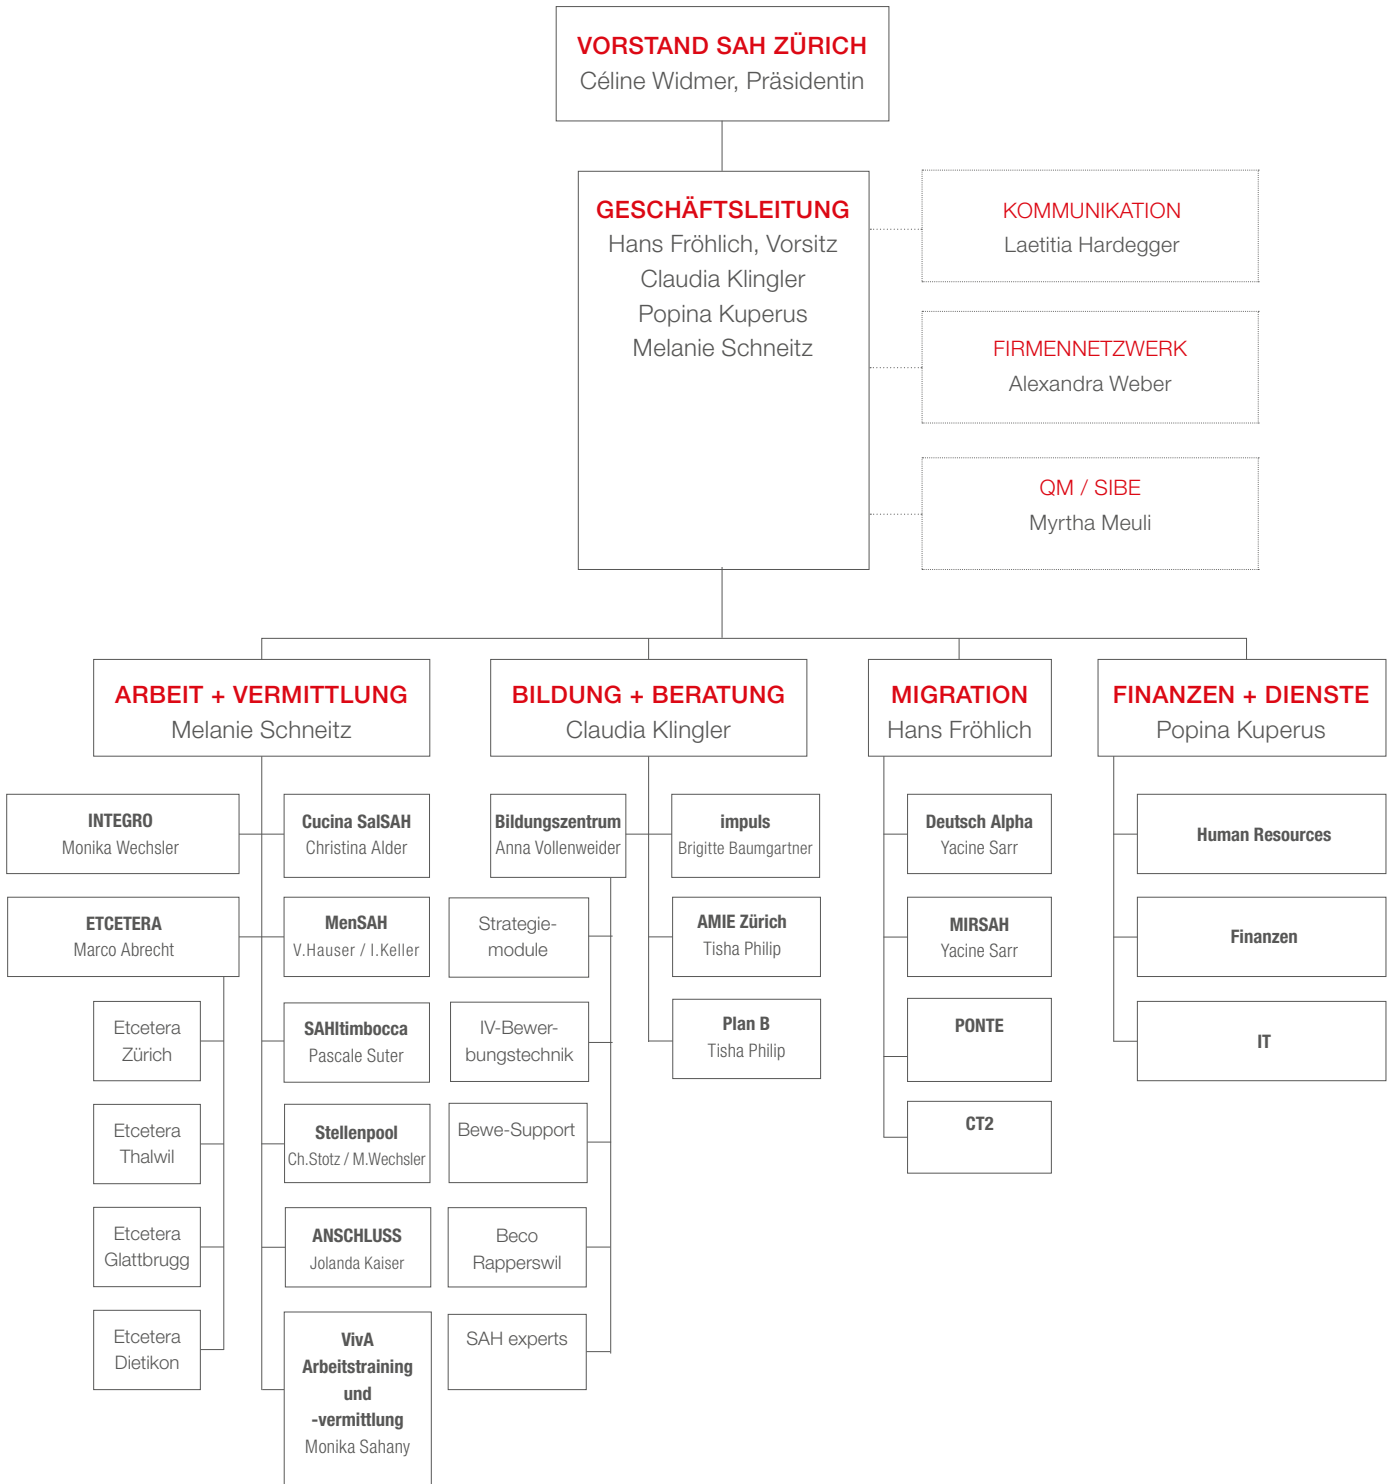 VORSTAND SAH ZÜRICH
Céline Widmer, Präsidentin
GESCHÄFTSLEITUNG
Hans Fröhlich, Vorsitz
Claudia Klingler
Popina Kuperus
Melanie Schneitz
KOMMUNIKATION
Laetitia Hardegger
FIRMENNETZWERK
Alexandra Weber
QM / SIBE
Myrtha Meuli
ARBEIT + VERMITTLUNG
Melanie Schneitz
INTEGRO
Monika Wechsler
ETCETERA
Marco Abrecht
Etcetera
Zürich
Etcetera
Thalwil
Etcetera
Glattbrugg
Etcetera
Dietikon
Cucina SalSAH
Christina Alder
MenSAH
V.Hauser / I.Keller
SAHltimbocca
Pascale Suter
Stellenpool
Ch.Stotz / M.Wechsler
ANSCHLUSS
Jolanda Kaiser
VivA
Arbeitstraining
und
-vermittlung
Monika Sahany
BILDUNG + BERATUNG
Claudia Klingler
Bildungszentrum
Anna Vollenweider
Strategie-
module
IV-Bewer-
bungstechnik
Bewe-Support
Beco
Rapperswil
SAH experts
impuls
Brigitte Baumgartner
AMIE Zürich
Tisha Philip
Plan B
Tisha Philip
MIGRATION
Hans Fröhlich
Deutsch Alpha
Yacine Sarr
MIRSAH
Yacine Sarr
PONTE
CT2
FINANZEN + DIENSTE
Popina Kuperus
Human Resources
Finanzen
IT